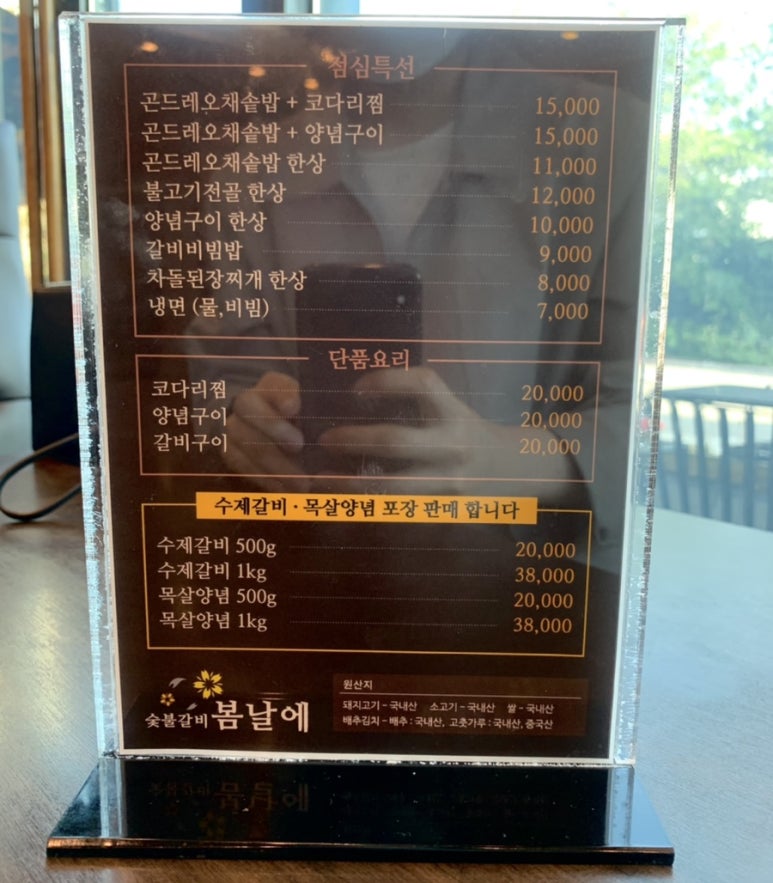 점심특선
곤드레오채솥밥 + 코다리찜 15,000
곤드레오채솥밥 + 양념구이 15,000
곤드레오채솥밥 한상 11,000
불고기전골 한상 12,000
양념구이 한상 10,000
갈비비빔밥 9,000
차돌된장찌개 한상 8,000
냉면 (물,비빔) 7,000
단품요리
코다리찜 20,000
양념구이 20,000
갈비구이 20,000
수제갈비 · 목살양념 포장 판매 합니다
수제갈비 500g 20,000
수제갈비 1kg 38,000
목살양념 500g 20,000
목살양념 1kg 38,000
숯불갈비 봄날에
원산지
돼지고기 – 국내산 소고기 – 국내산 쌀 – 국내산
배추김치 – 배추 : 국내산, 고춧가루 : 국내산, 중국산